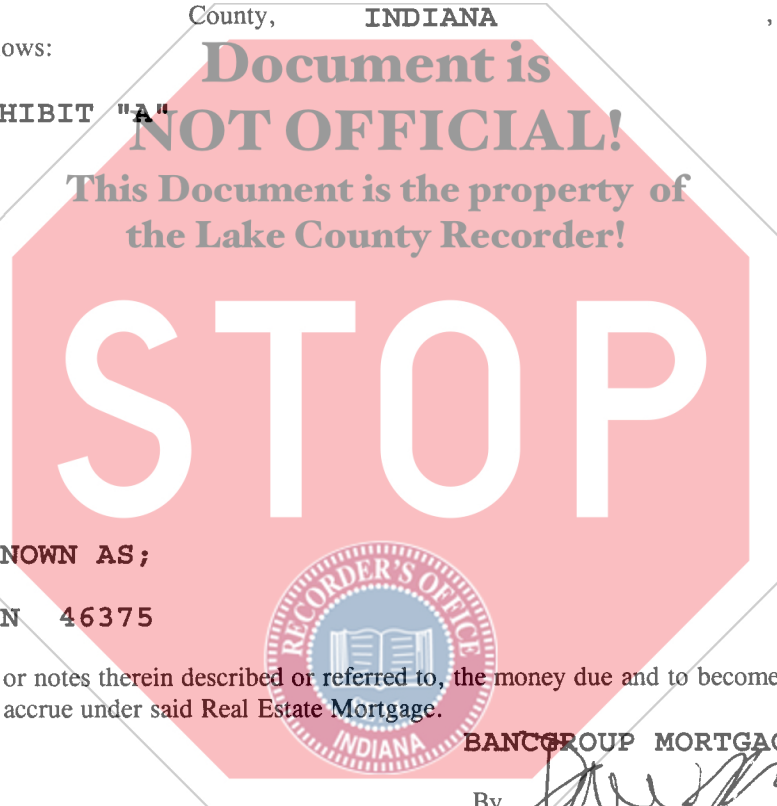 County, INDIANA ,
ows:
Document is
HIBIT "A"
NOT OFFICIAL!
This Document is the property of
the Lake County Recorder!
STOP
NOWN AS;
N 46375
RECORDER'S OFFICE
INDIANA
or notes therein described or referred to, the money due and to become
accrue under said Real Estate Mortgage.
BANCGROUP MORTGAG
By